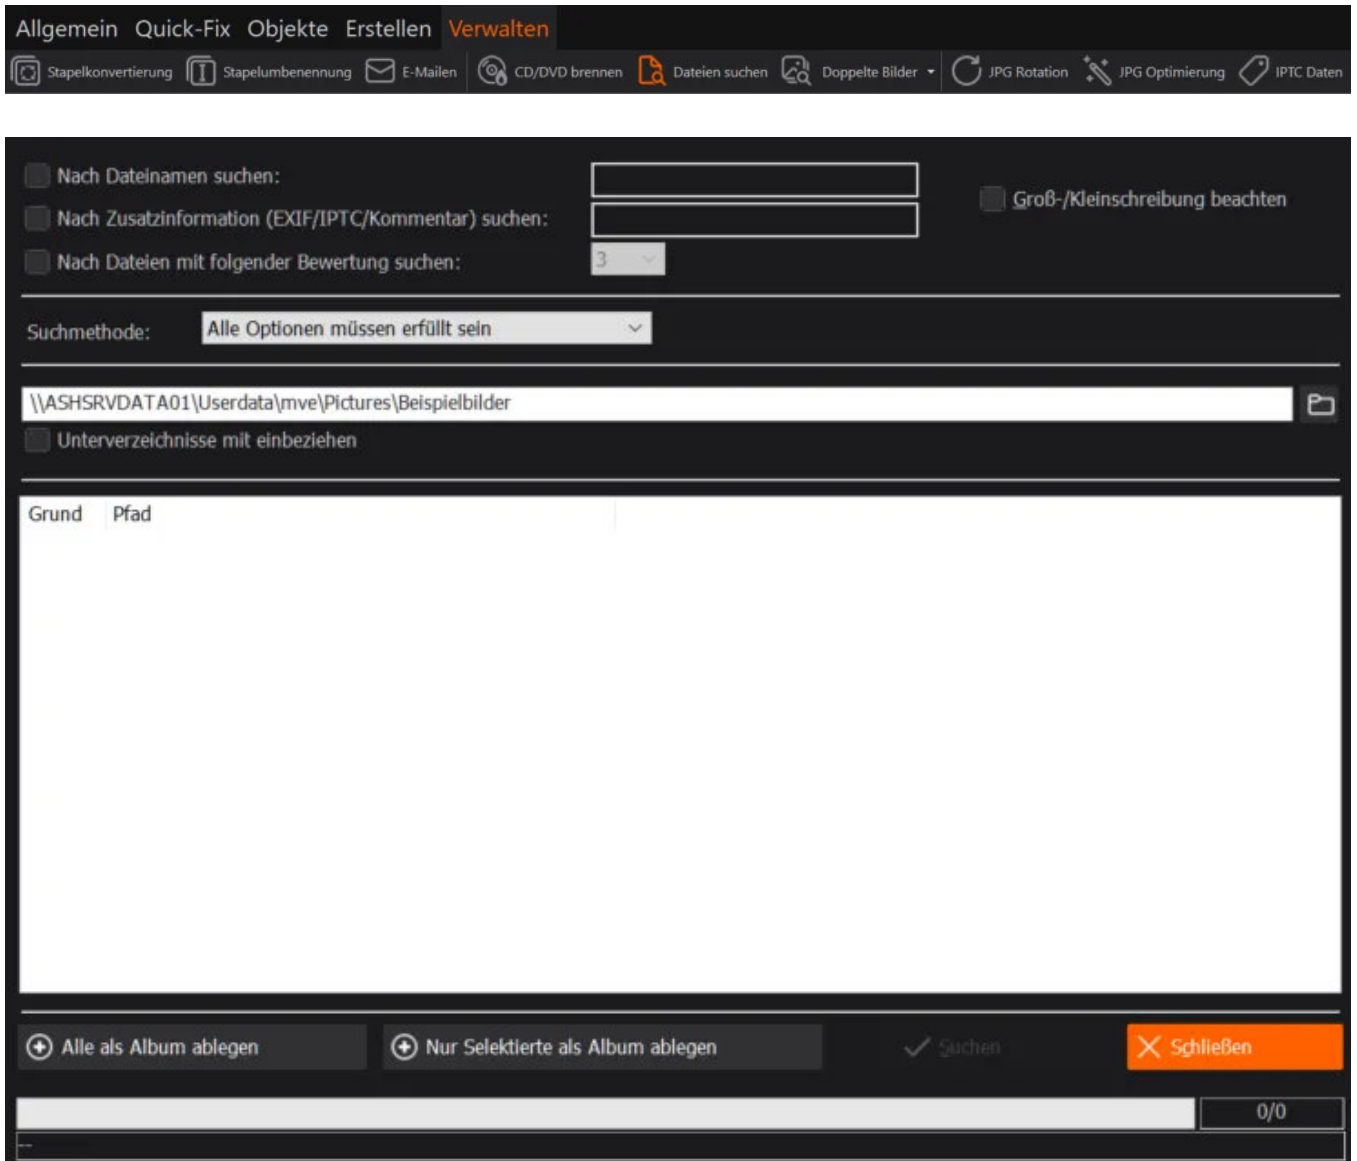 Allgemein Quick-Fix Objekte Erstellen Verwalten
Stapelkonvertierung Stapelumbenennung E-Mailen CD/DVD brennen Dateien suchen Doppelte Bilder JPG Rotation JPG Optimierung IPTC Daten
Nach Dateinamen suchen:
Groß-/Kleinschreibung beachten
Nach Zusatzinformation (EXIF/IPTC/Kommentar) suchen:
Nach Dateien mit folgender Bewertung suchen: 3
Suchmethode: Alle Optionen müssen erfüllt sein
\\ASHSRVDATA01\Userdata\mve\Pictures\Beispielbilder
Unterverzeichnisse mit einbeziehen
Grund Pfad
Alle als Album ablegen Nur Selektierte als Album ablegen Suchen Schließen
0/0
--